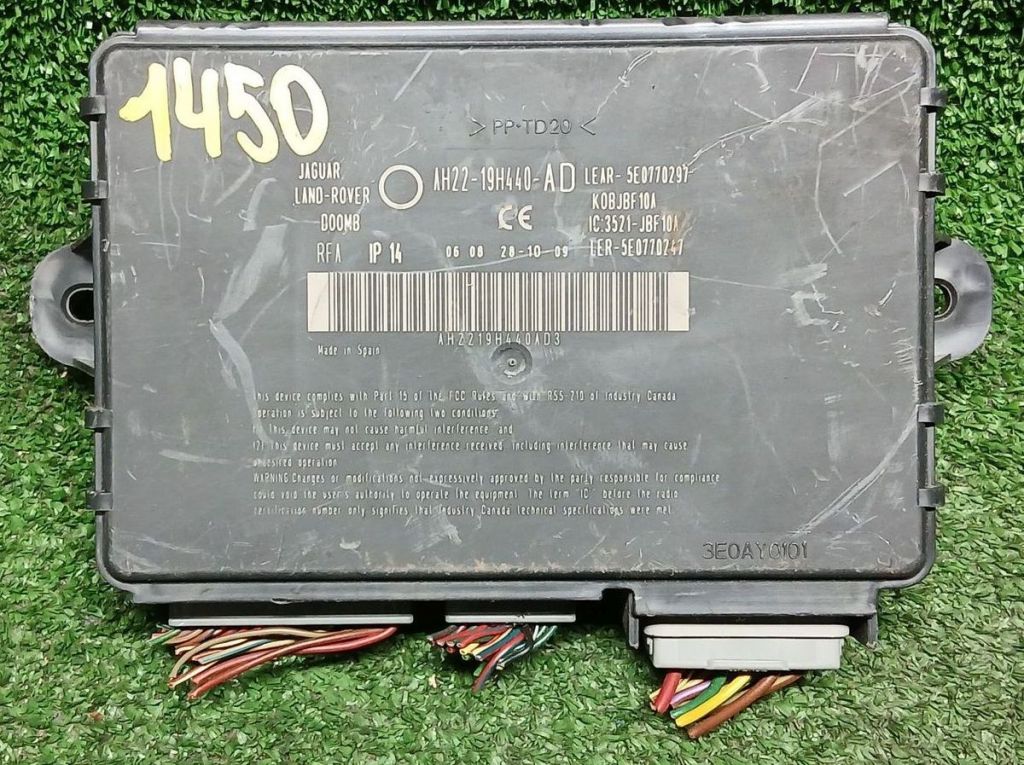 1450
>PP-TD20<
JAGUAR
LAND-ROVER
DOOMB
AH22-19H440-AD
LEAR- 5E0770297
KOBJBF10A
IC:3521-JBF10A
CE
RFA IP 14 06 08 28-10-09 LER-5E0770247
AH2219H440AD3
Made in Spain
This device complies with Part 15 of the FCC Rules and with RSS 210 of Industry Canada
operation is subject to the following two conditions:
This device may not cause harmful interference and
(2) This device must accept any interference received, including interference that may cause
undesired operation
WARNING Changes or modifications not expressively approved by the party responsible for compliance
could void the user's authority to operate the equipment. The term "IC" before the radio
certification number only signifies that Industry Canada technical specifications were met.
3E0AY0101